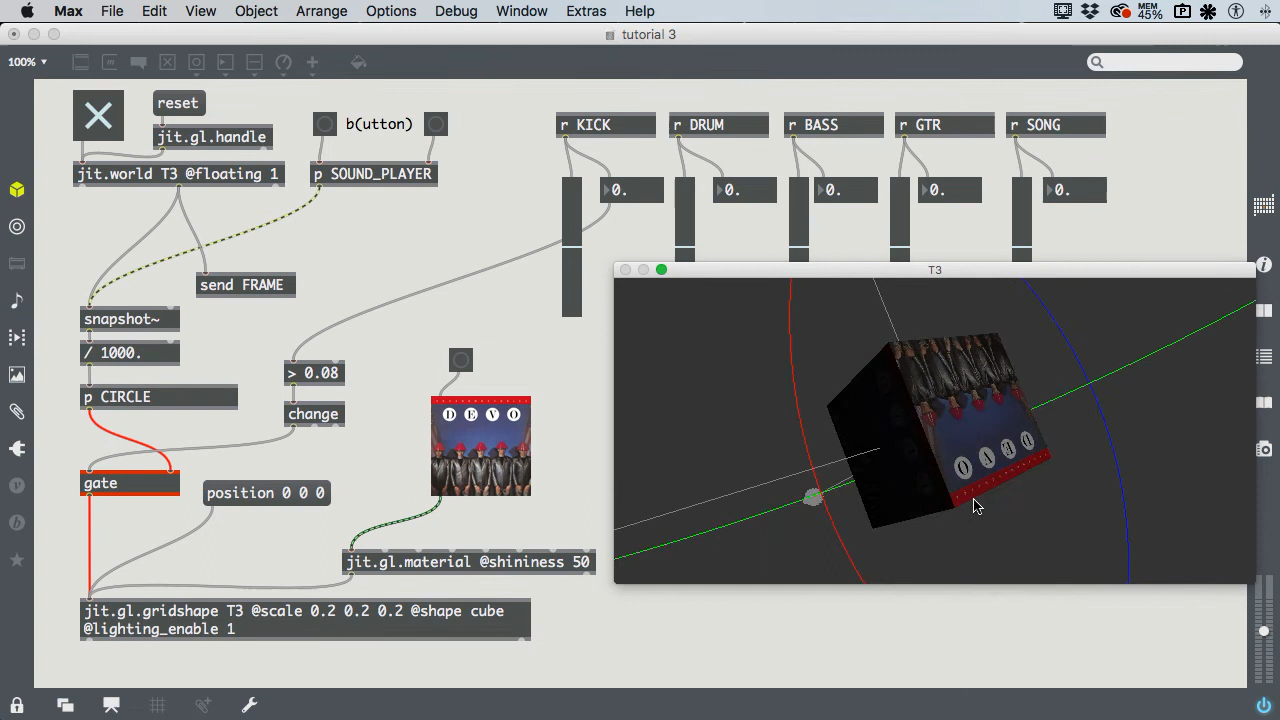 Max File Edit View Object Arrange Options Debug Window Extras Help
MEM
45%
tutorial 3
100%
reset
jit.gl.handle
b(utton)
jit.world T3 @floating 1
p SOUND_PLAYER
r KICK
r DRUM
r BASS
r GTR
r SONG
0.
0.
0.
0.
0.
send FRAME
snapshot~
/ 1000.
p CIRCLE
> 0.08
change
gate
position 0 0 0
DEVO
jit.gl.material @shininess 50
jit.gl.gridshape T3 @scale 0.2 0.2 0.2 @shape cube
@lighting_enable 1
T3